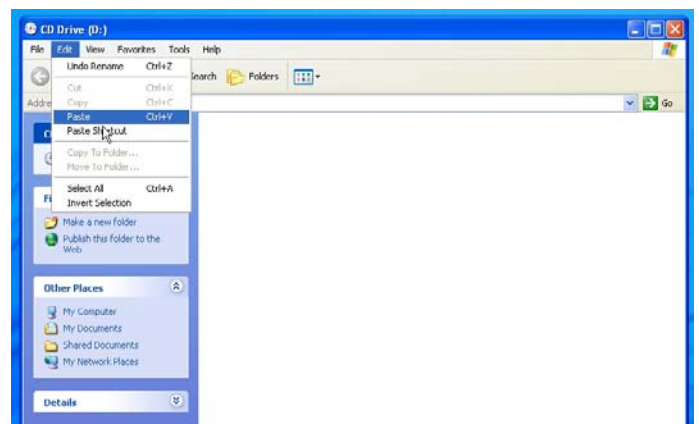 CD Drive (D:)
File Edit View Favorites Tools Help
Undo Rename Ctrl+Z
Cut Ctrl+X
Copy Ctrl+C
Paste Ctrl+V
Paste Shortcut
Copy To Folder...
Move To Folder...
Select All Ctrl+A
Invert Selection
Search Folders
Go
Make a new folder
Publish this folder to the
Web
Other Places
My Computer
My Documents
Shared Documents
My Network Places
Details